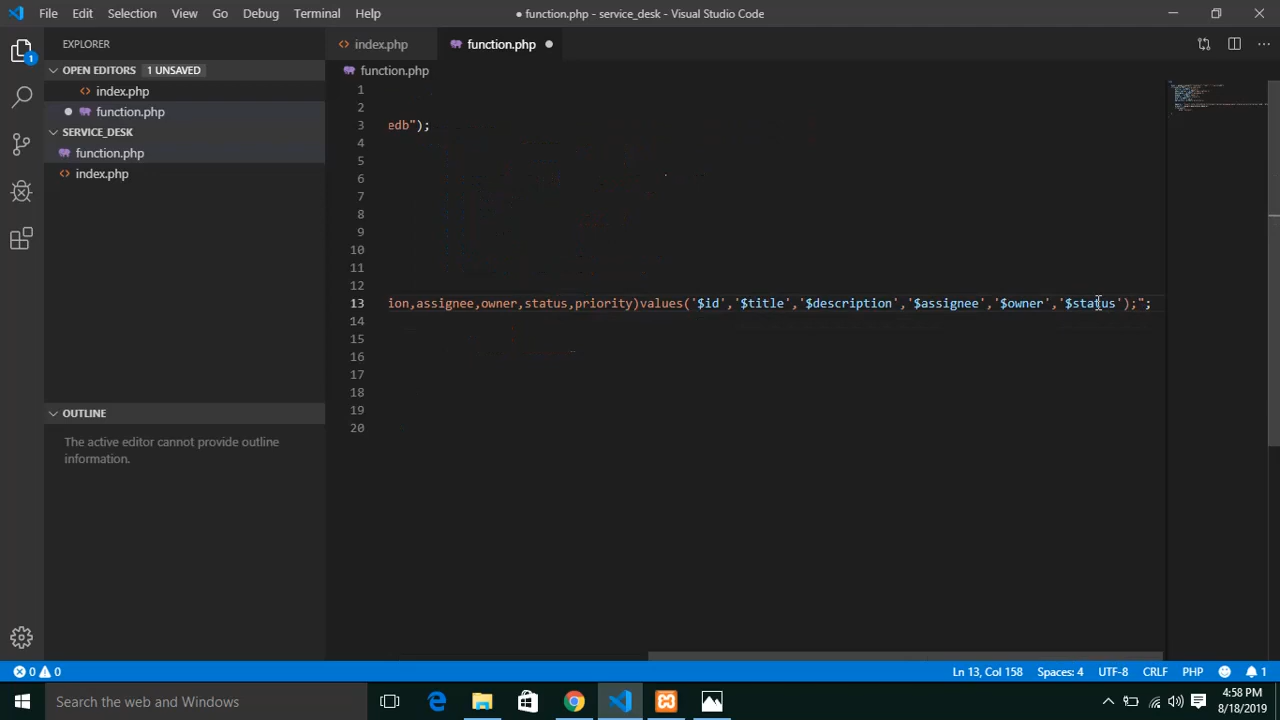 File Edit Selection View Go Debug Terminal Help
● function.php - service_desk - Visual Studio Code
EXPLORER
index.php function.php
OPEN EDITORS 1 UNSAVED
function.php
index.php
function.php
SERVICE_DESK
function.php
index.php
OUTLINE
The active editor cannot provide outline
information.
1
1
2
3 edb");
4
5
6
7
8
9
10
11
12
13 ion,assignee,owner,status,priority)values('$id','$title','$description','$assignee','$owner','$status');";
14
15
16
17
18
19
20
0 0 Ln 13, Col 158 Spaces: 4 UTF-8 CRLF PHP 1
Search the web and Windows
4:58 PM
8/18/2019